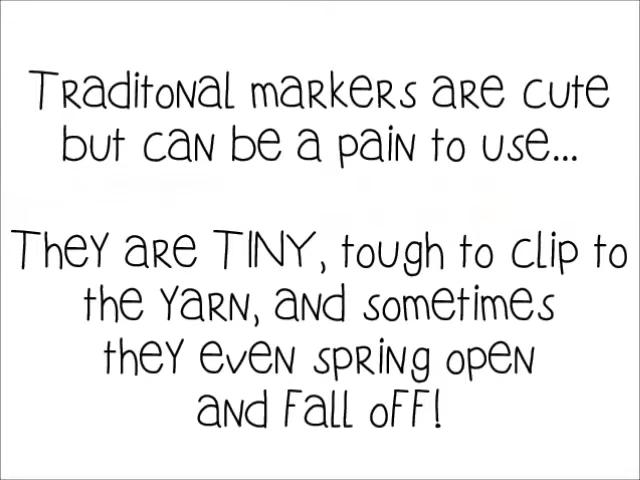 Traditonal markers are cute
but can be a pain to use...
They are TINY, tough to clip to
the yarn, and sometimes
they even spring open
and fall off!